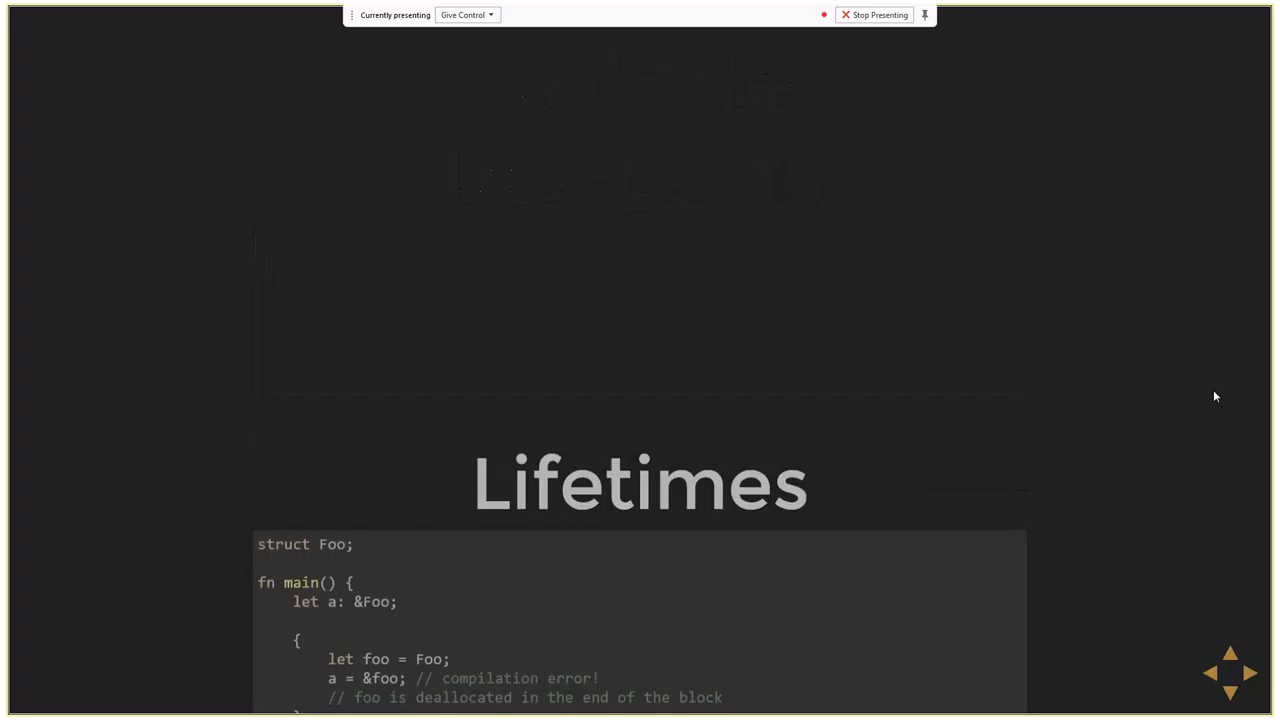 Currently presenting Give Control Stop Presenting
Lifetimes
struct Foo;
fn main() {
let a: &Foo;
{
let foo = Foo;
a = &foo; // compilation error!
// foo is deallocated in the end of the block